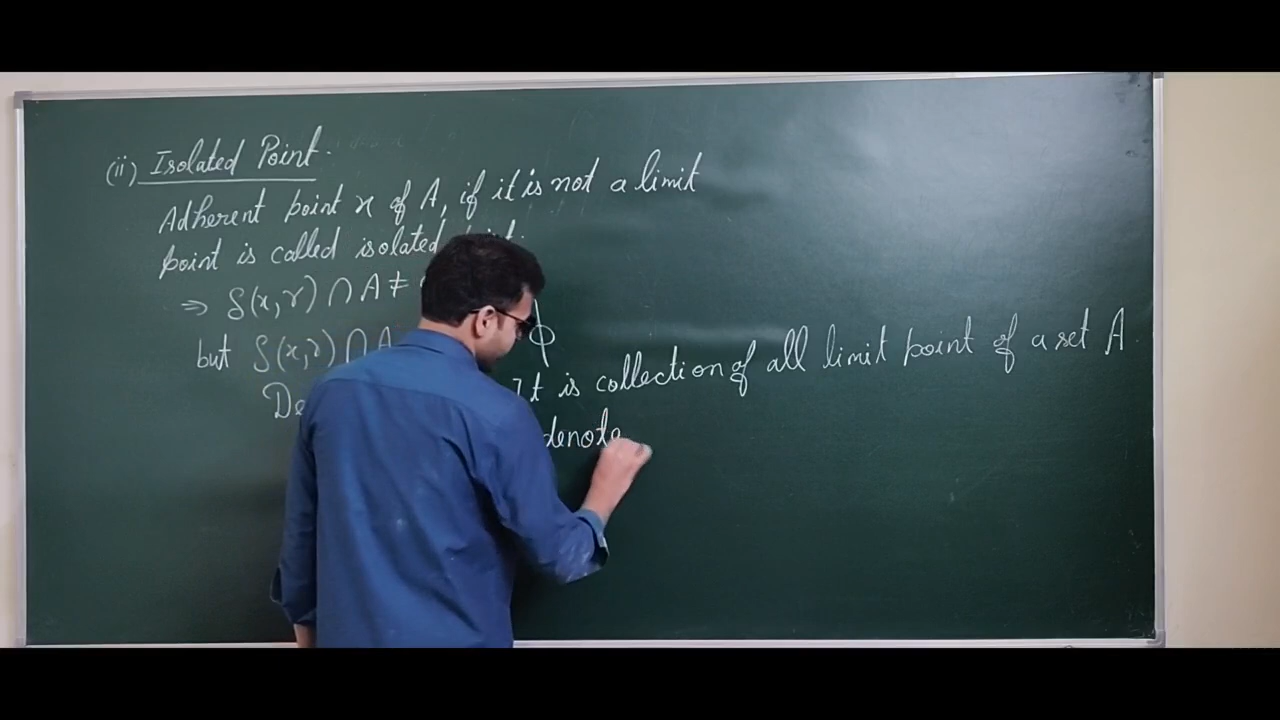 (ii) Isolated Point.
Adherent point x of A, if it is not a limit
point is called isolated point.
⇒ S(x,r) ∩ A ≠
but S(x,r) ∩ A ϕ
De It is collection of all limit point of a set A.
denote